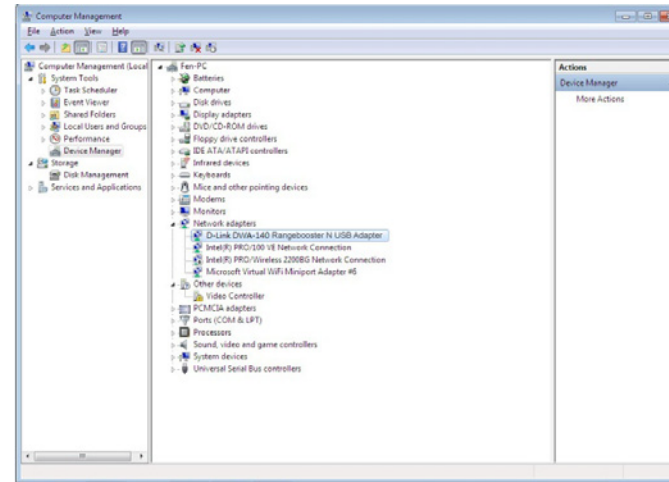 Computer Management
File Action View Help
Computer Management (Local
System Tools
Task Scheduler
Event Viewer
Shared Folders
Local Users and Groups
Performance
Device Manager
Storage
Disk Management
Services and Applications
Fen-PC
Batteries
Computer
Disk drives
Display adapters
DVD/CD-ROM drives
Floppy drive controllers
IDE ATA/ATAPI controllers
Infrared devices
Keyboards
Mice and other pointing devices
Modems
Monitors
Network adapters
D-Link DWA-140 Rangebooster N USB Adapter
Intel(R) PRO/100 VE Network Connection
Intel(R) PRO/Wireless 2200BG Network Connection
Microsoft Virtual WiFi Miniport Adapter #6
Other devices
Video Controller
PCMCIA adapters
Ports (COM & LPT)
Processors
Sound, video and game controllers
System devices
Universal Serial Bus controllers
Actions
Device Manager
More Actions